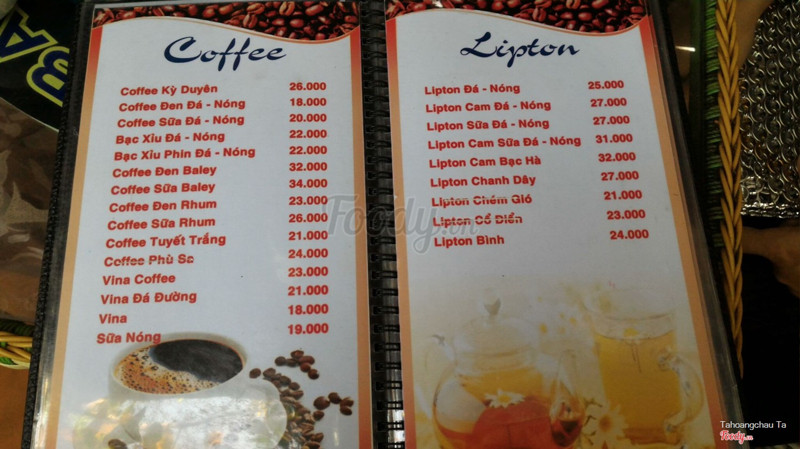 BA
Coffee
Coffee Kỳ Duyên 26.000
Coffee Đen Đá - Nóng 18.000
Coffee Sữa Đá - Nóng 20.000
Bạc Xỉu Đá - Nóng 22.000
Bạc Xỉu Phin Đá - Nóng 22.000
Coffee Đen Baley 32.000
Coffee Sữa Baley 34.000
Coffee Đen Rhum 23.000
Coffee Sữa Rhum 26.000
Coffee Tuyết Trắng 21.000
Coffee Phù Sa 24.000
Vina Coffee 23.000
Vina Đá Đường 21.000
Vina 18.000
Sữa Nóng 19.000
Lipton
Lipton Đá - Nóng 25.000
Lipton Cam Đá - Nóng 27.000
Lipton Sữa Đá - Nóng 27.000
Lipton Cam Sữa Đá - Nóng 31.000
Lipton Cam Bạc Hà 32.000
Lipton Chanh Dây 27.000
Lipton Chém Gió 21.000
Lipton Cổ Điển 23.000
Lipton Bình 24.000
Foody.vn
Tahoangchau Ta
Foody.vn